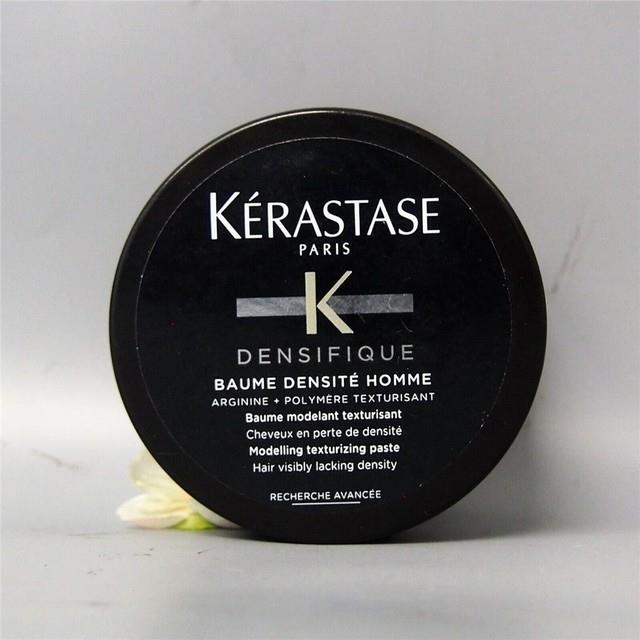 KÉRASTASE
PARIS
K
DENSIFIQUE
BAUME DENSITÉ HOMME
ARGININE + POLYMÈRE TEXTURISANT
Baume modelant texturisant
Cheveux en perte de densité
Modelling texturizing paste
Hair visibly lacking density
RECHERCHE AVANCÉE